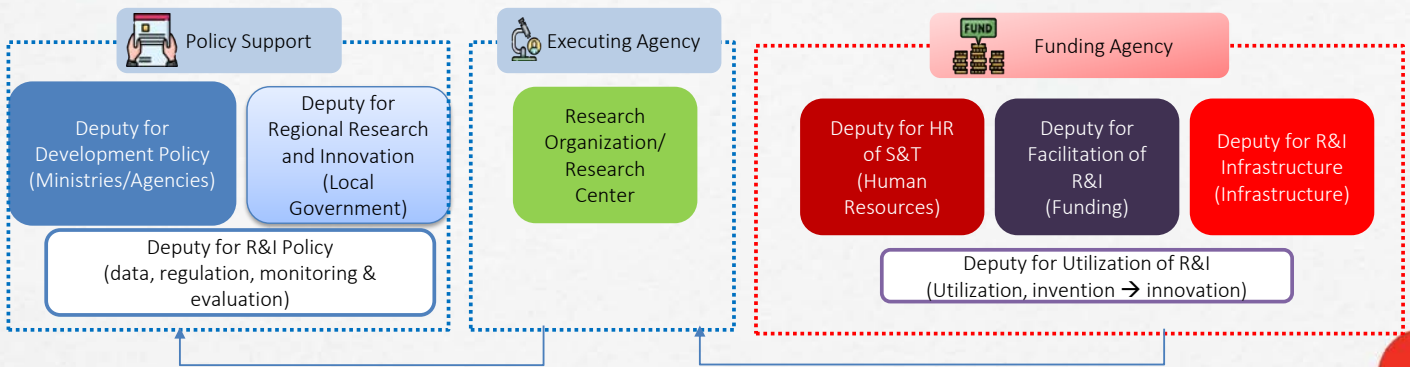 Policy Support
Deputy for
Development Policy
(Ministries/Agencies)
Deputy for
Regional Research
and Innovation
(Local
Government)
Deputy for R&I Policy
(data, regulation, monitoring &
evaluation)
Executing Agency
Research
Organization/
Research
Center
FUND
Funding Agency
Deputy for HR
of S&T
(Human
Resources)
Deputy for
Facilitation of
R&I
(Funding)
Deputy for R&I
Infrastructure
(Infrastructure)
Deputy for Utilization of R&I
(Utilization, invention → innovation)